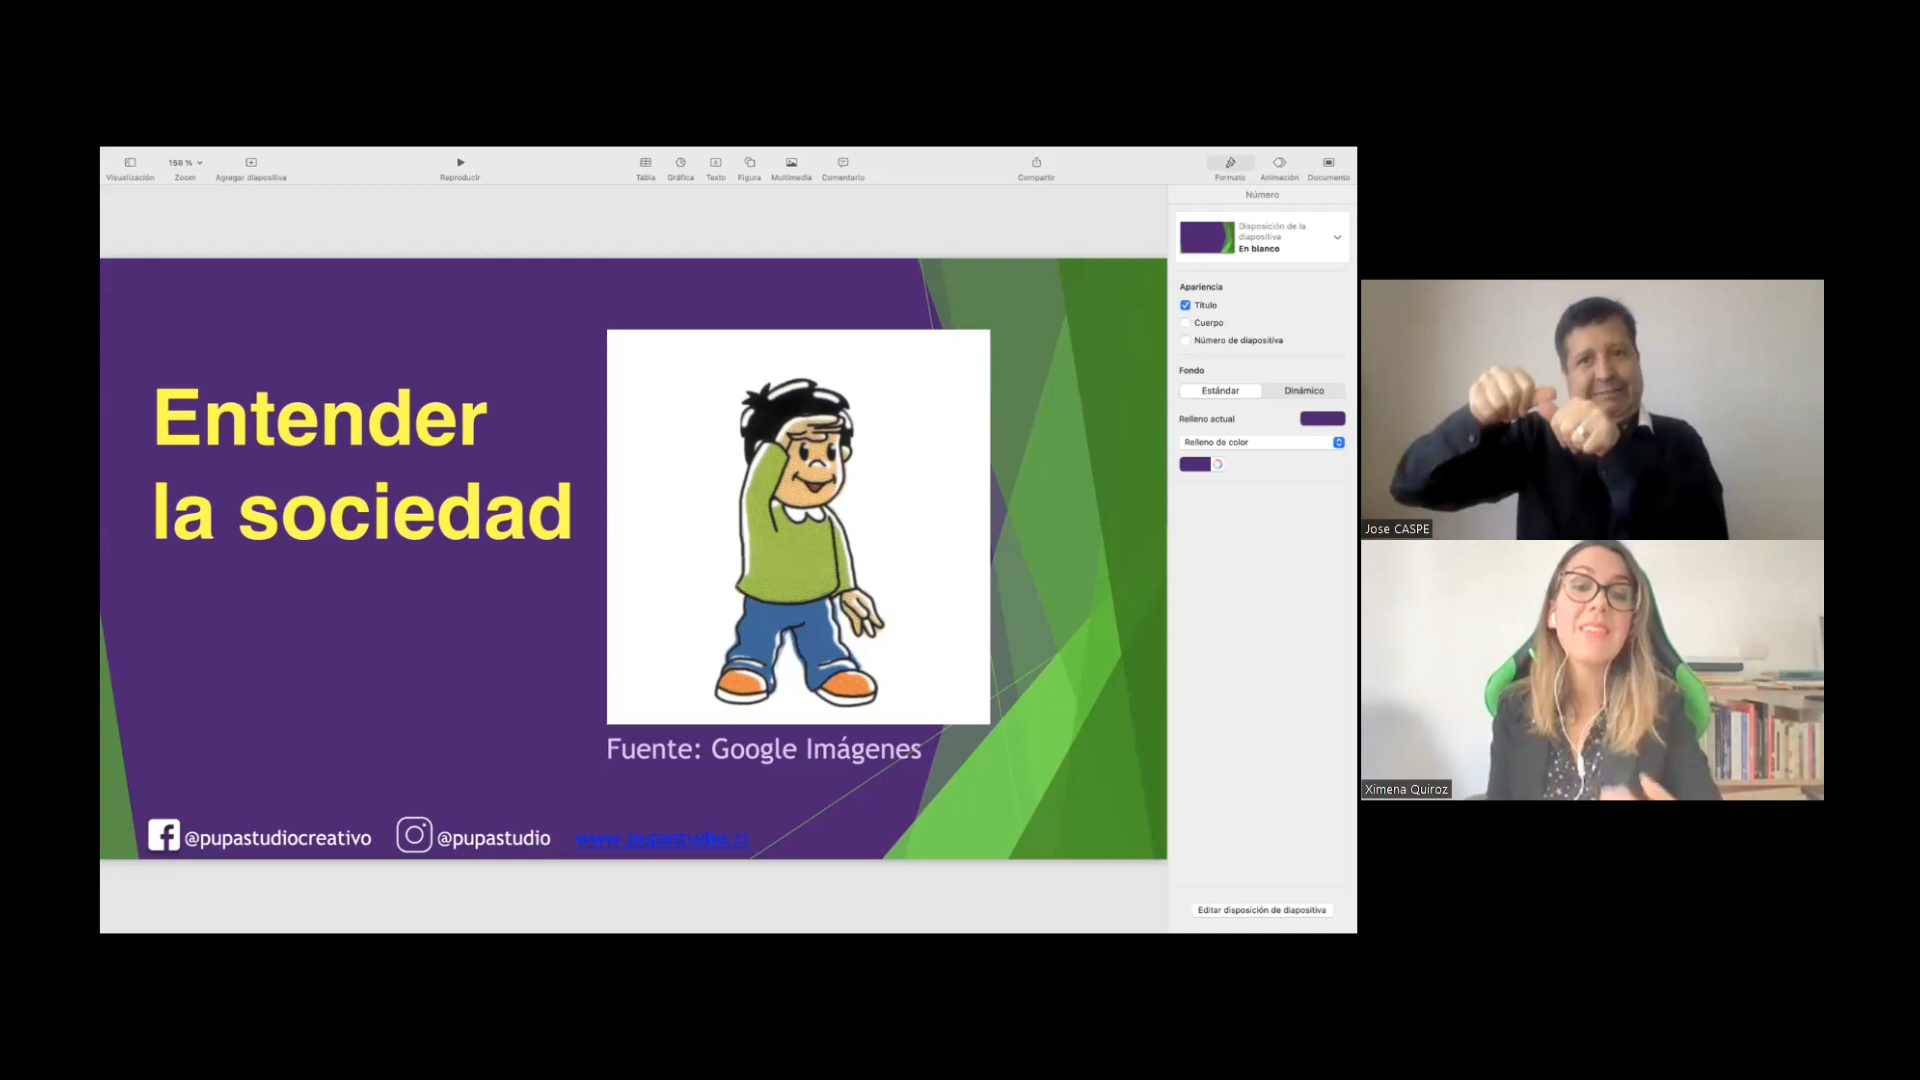 158 %
Visualización
Zoom
Agregar diapositiva
Reproducir
Tabla
Gráfica
Texto
Figura
Multimedia
Comentario
Compartir
Formato
Animación
Documento
Número
Disposición de la
diapositiva
En blanco
Apariencia
Título
Cuerpo
Número de diapositiva
Fondo
Estándar
Dinámico
Relleno actual
Relleno de color
Editar disposición de diapositiva
Entender
la sociedad
Fuente: Google Imágenes
@pupastudiocreativo
@pupastudio
www.pupastudio.cl
Jose CASPE
Ximena Quiroz